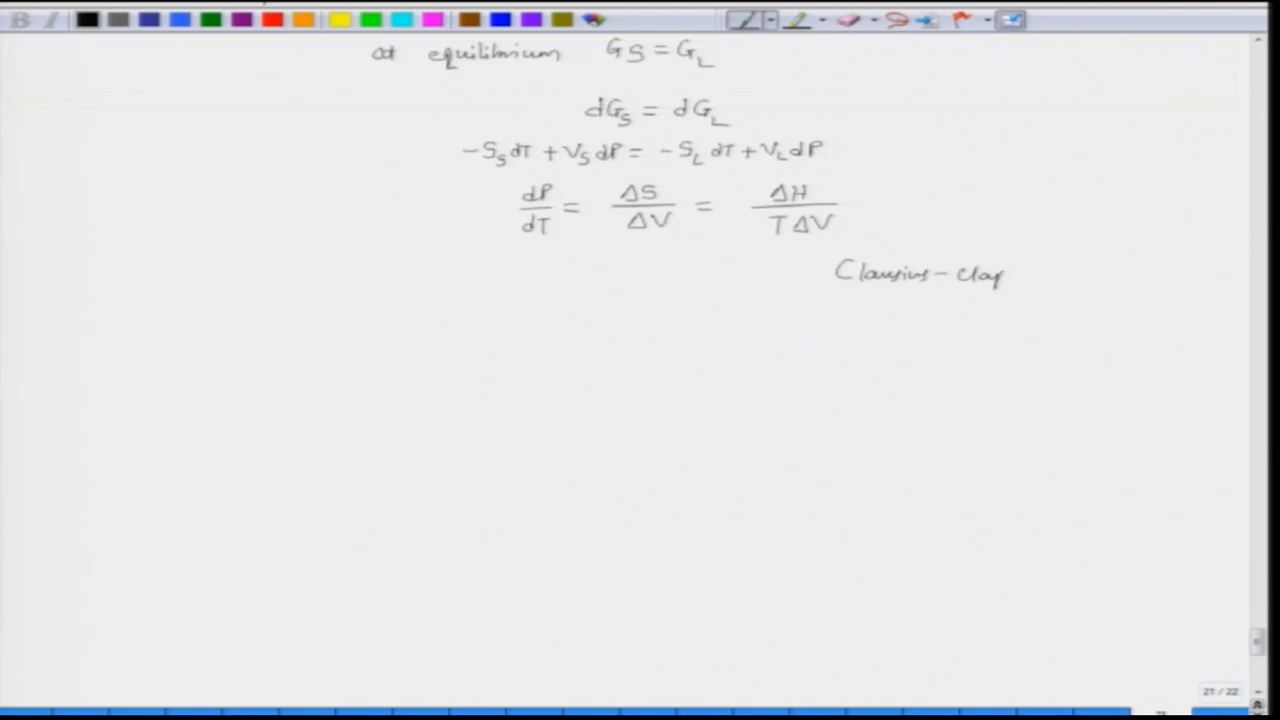 B I
at equilibrium G_S = G_L
dG_S = dG_L
-S_S dT + V_S dP = -S_L dT + V_L dP
dP/dT = ΔS/ΔV = ΔH/TΔV
Clausius-Clap
21 / 22